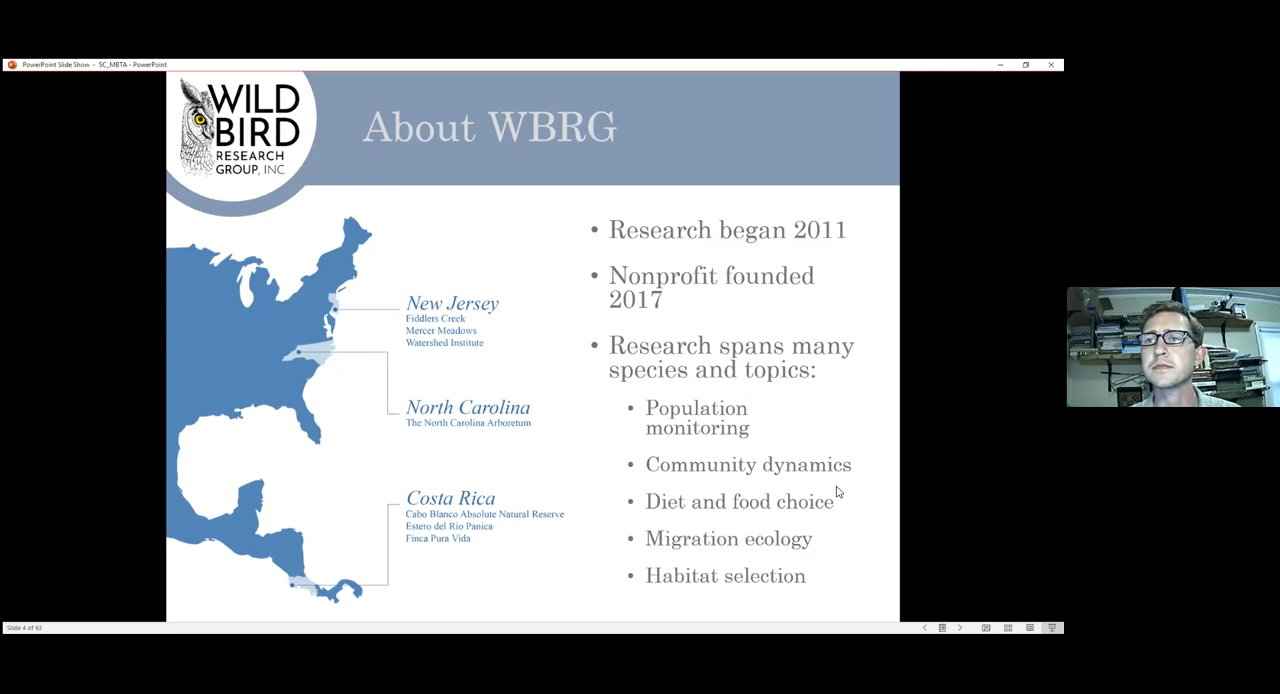 PowerPoint Slide Show - SC_MBTA - PowerPoint
WILD
BIRD
RESEARCH
GROUP, INC
About WBRG
New Jersey
Fiddlers Creek
Mercer Meadows
Watershed Institute
North Carolina
The North Carolina Arboretum
Costa Rica
Cabo Blanco Absolute Natural Reserve
Estero del Rio Panica
Finca Pura Vida
• Research began 2011
• Nonprofit founded
2017
• Research spans many
species and topics:
• Population
monitoring
• Community dynamics
• Diet and food choice
• Migration ecology
• Habitat selection
Slide 4 of 63